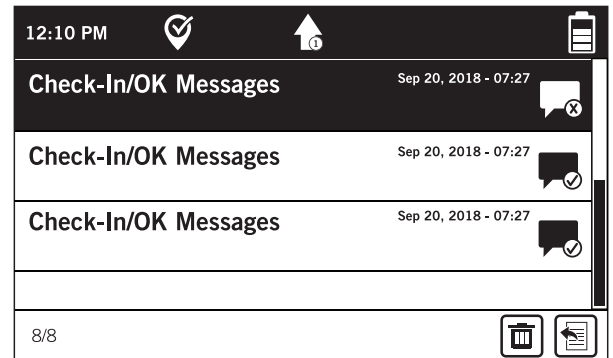 12:10 PM 1
Check-In/OK Messages Sep 20, 2018 - 07:27
Check-In/OK Messages Sep 20, 2018 - 07:27
Check-In/OK Messages Sep 20, 2018 - 07:27
8/8